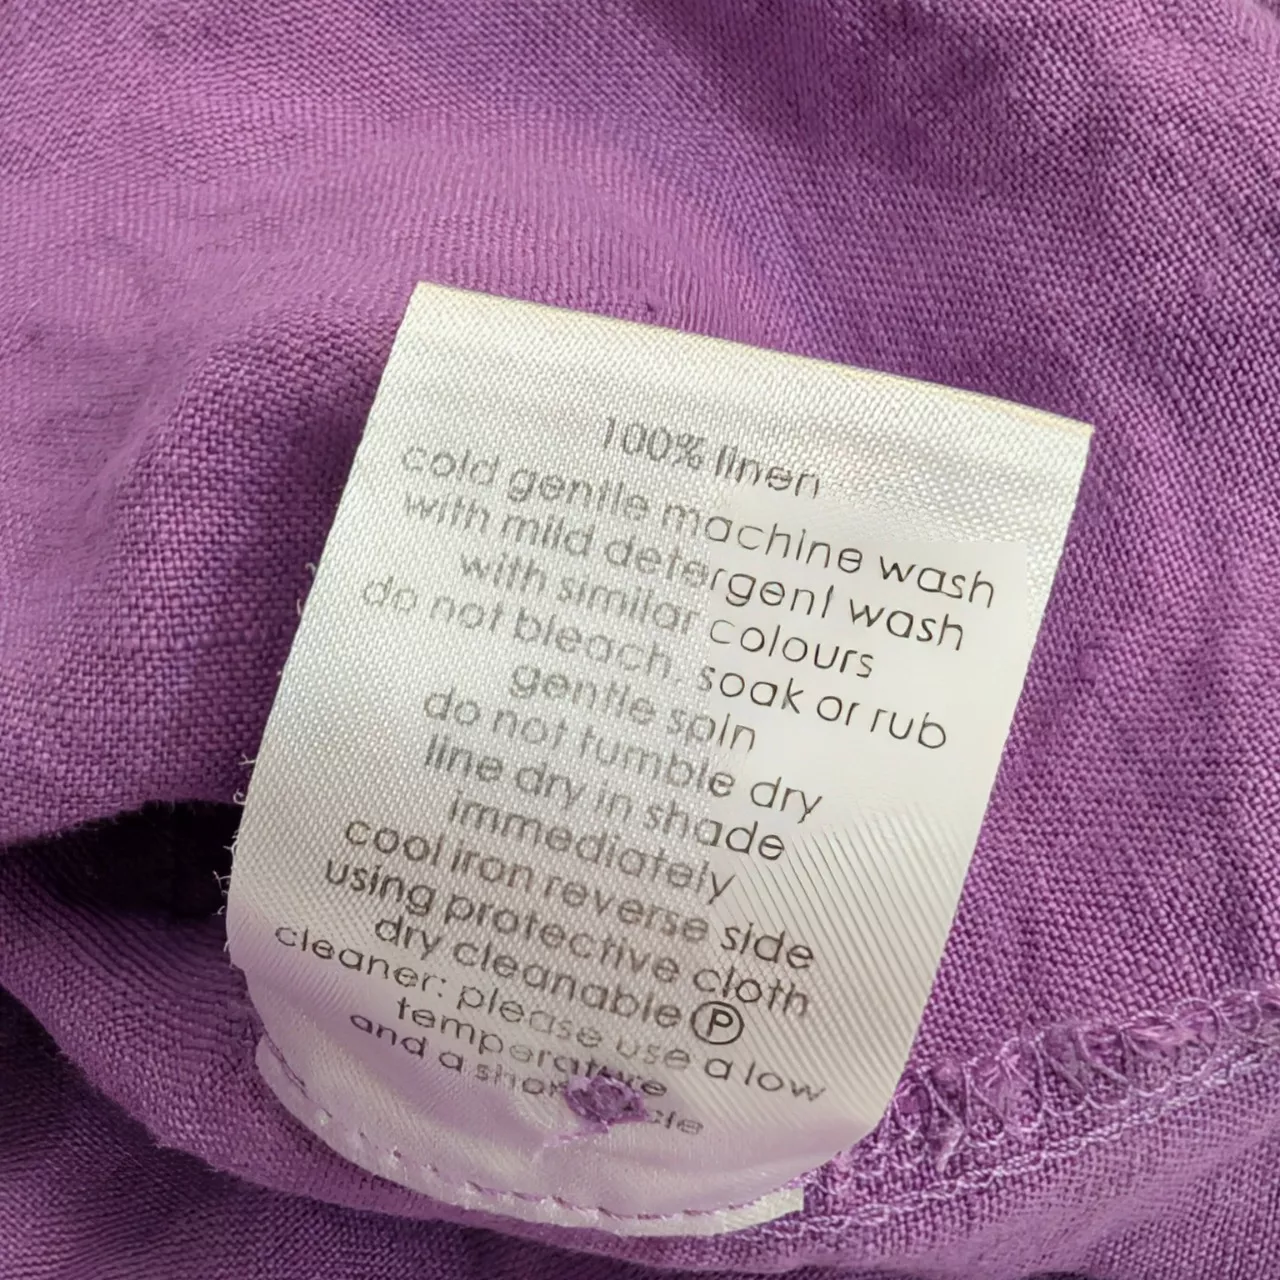 100% linen
cold gentle machine wash
with mild detergent wash
with similar colours
do not bleach, soak or rub
gentle spin
do not tumble dry
line dry in shade
immediately
cool iron reverse side
using protective cloth
dry cleanable Ⓟ
cleaner: please use a low
temperature
and a short